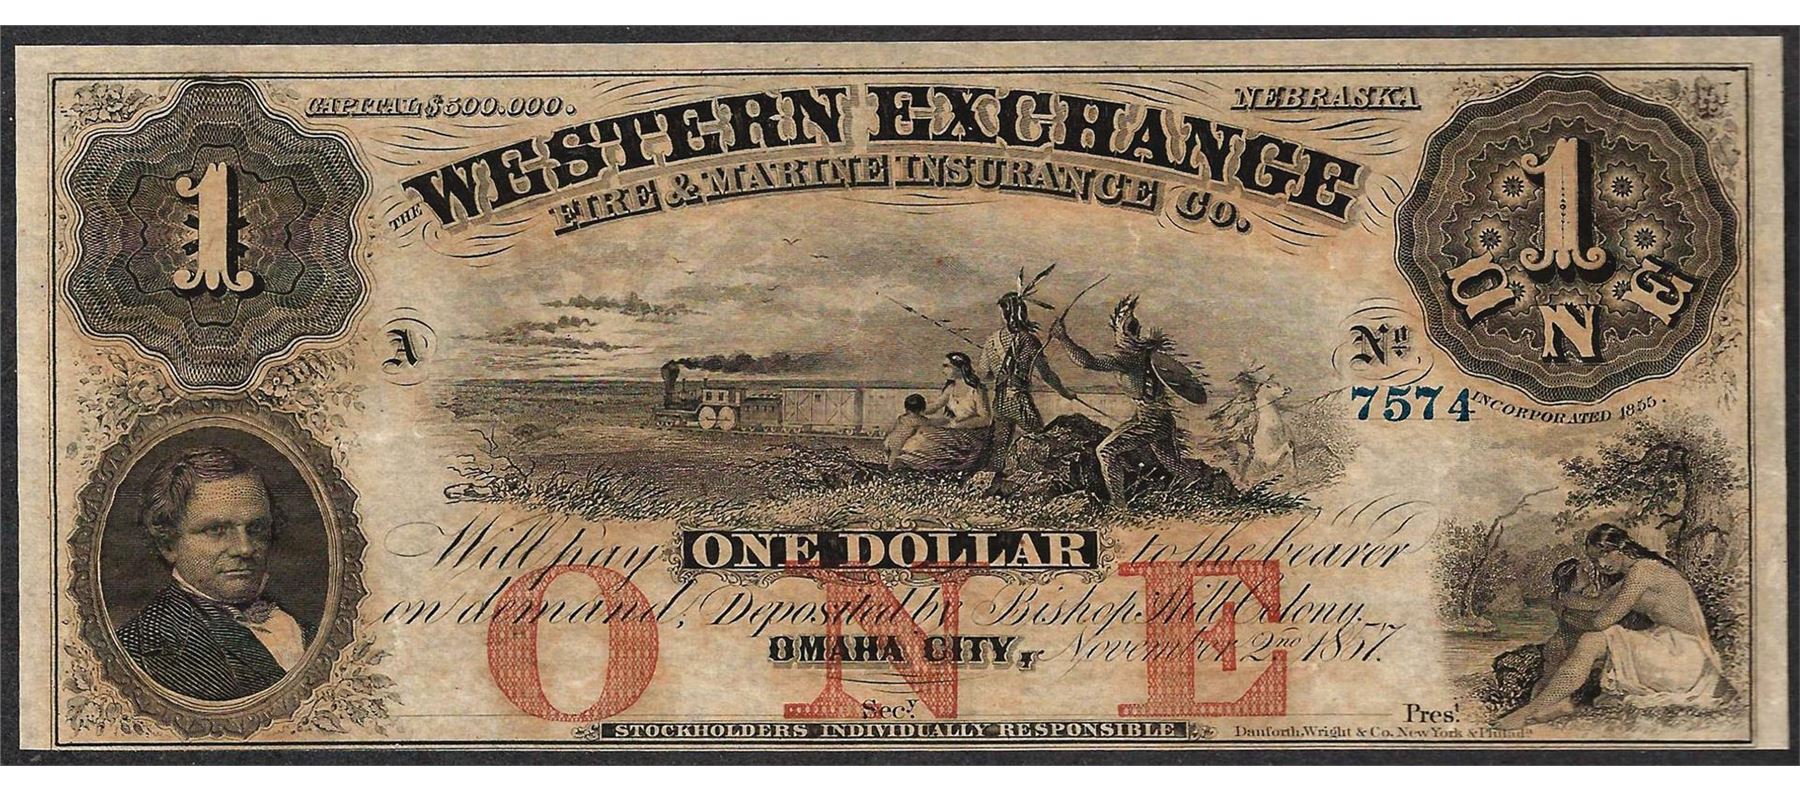 CAPITAL $500.000.
NEBRASKA
THE WESTERN EXCHANGE
FIRE & MARINE INSURANCE CO.
1
1
ONE
A
No
7574
INCORPORATED 1855.
Will pay ONE DOLLAR to the bearer
on demand, Deposited by Bishop Hill Colony.
ONE
OMAHA CITY, November 2nd 1857.
Secy
Prest
STOCKHOLDERS INDIVIDUALLY RESPONSIBLE
Danforth, Wright & Co. New York & Philada